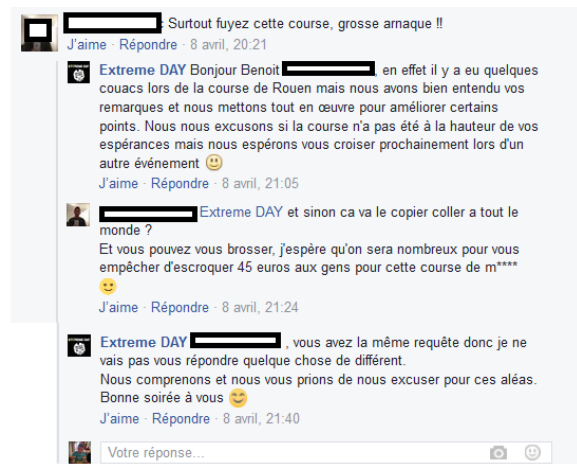 : Surtout fuyez cette course, grosse arnaque !!
J'aime · Répondre · 8 avril, 20:21
Extreme DAY Bonjour Benoit , en effet il y a eu quelques
couacs lors de la course de Rouen mais nous avons bien entendu vos
remarques et nous mettons tout en œuvre pour améliorer certains
points. Nous nous excusons si la course n'a pas été à la hauteur de vos
espérances mais nous espérons vous croiser prochainement lors d'un
autre événement
J'aime · Répondre · 8 avril, 21:05
Extreme DAY et sinon ca va le copier coller a tout le
monde ?
Et vous pouvez vous brosser, j'espère qu'on sera nombreux pour vous
empêcher d'escroquer 45 euros aux gens pour cette course de m****
J'aime · Répondre · 8 avril, 21:24
Extreme DAY , vous avez la même requête donc je ne
vais pas vous répondre quelque chose de différent.
Nous comprenons et nous vous prions de nous excuser pour ces aléas.
Bonne soirée à vous
J'aime · Répondre · 8 avril, 21:40
Votre réponse...